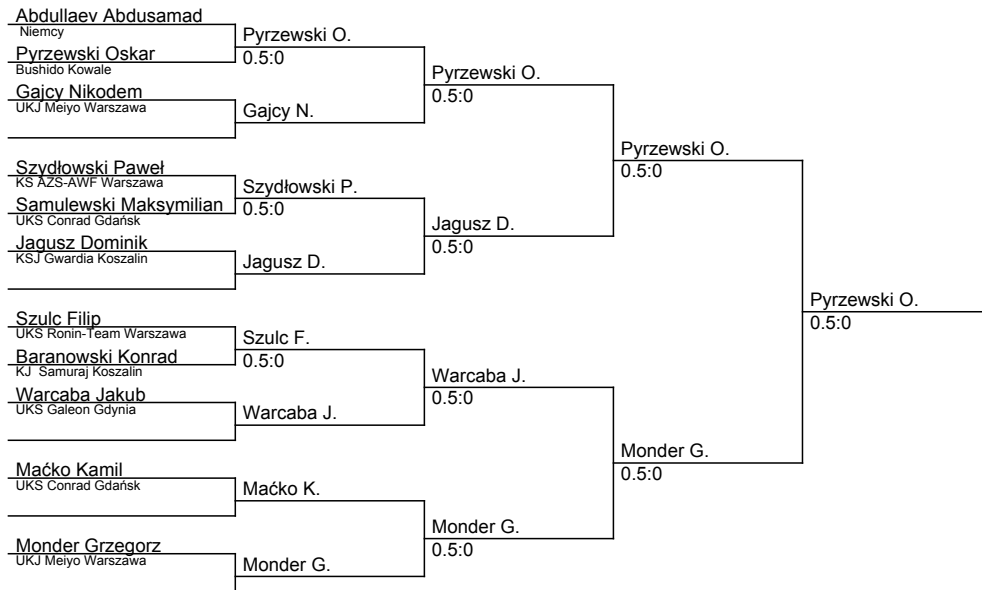 Abdullaev Abdusamad
Niemcy
Pyrzewski Oskar
Bushido Kowale
Gajcy Nikodem
UKJ Meiyo Warszawa
Szydłowski Paweł
KS AZS-AWF Warszawa
Samulewski Maksymilian
UKS Conrad Gdańsk
Jagusz Dominik
KSJ Gwardia Koszalin
Szulc Filip
UKS Ronin-Team Warszawa
Baranowski Konrad
KJ Samuraj Koszalin
Warcaba Jakub
UKS Galeon Gdynia
Maćko Kamil
UKS Conrad Gdańsk
Monder Grzegorz
UKJ Meiyo Warszawa
Pyrzewski O.
0.5:0
Gajcy N.
Szydłowski P.
0.5:0
Jagusz D.
Szulc F.
0.5:0
Warcaba J.
Maćko K.
Monder G.
Pyrzewski O.
0.5:0
Jagusz D.
0.5:0
Warcaba J.
0.5:0
Monder G.
0.5:0
Pyrzewski O.
0.5:0
Monder G.
0.5:0
Pyrzewski O.
0.5:0